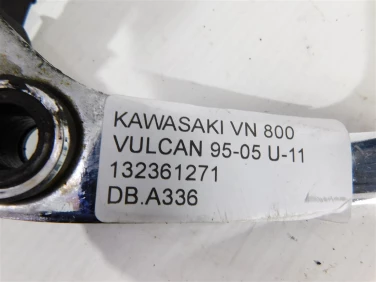 KAWASAKI VN 800
VULCAN 95-05 U-11
132361271
DB.A336